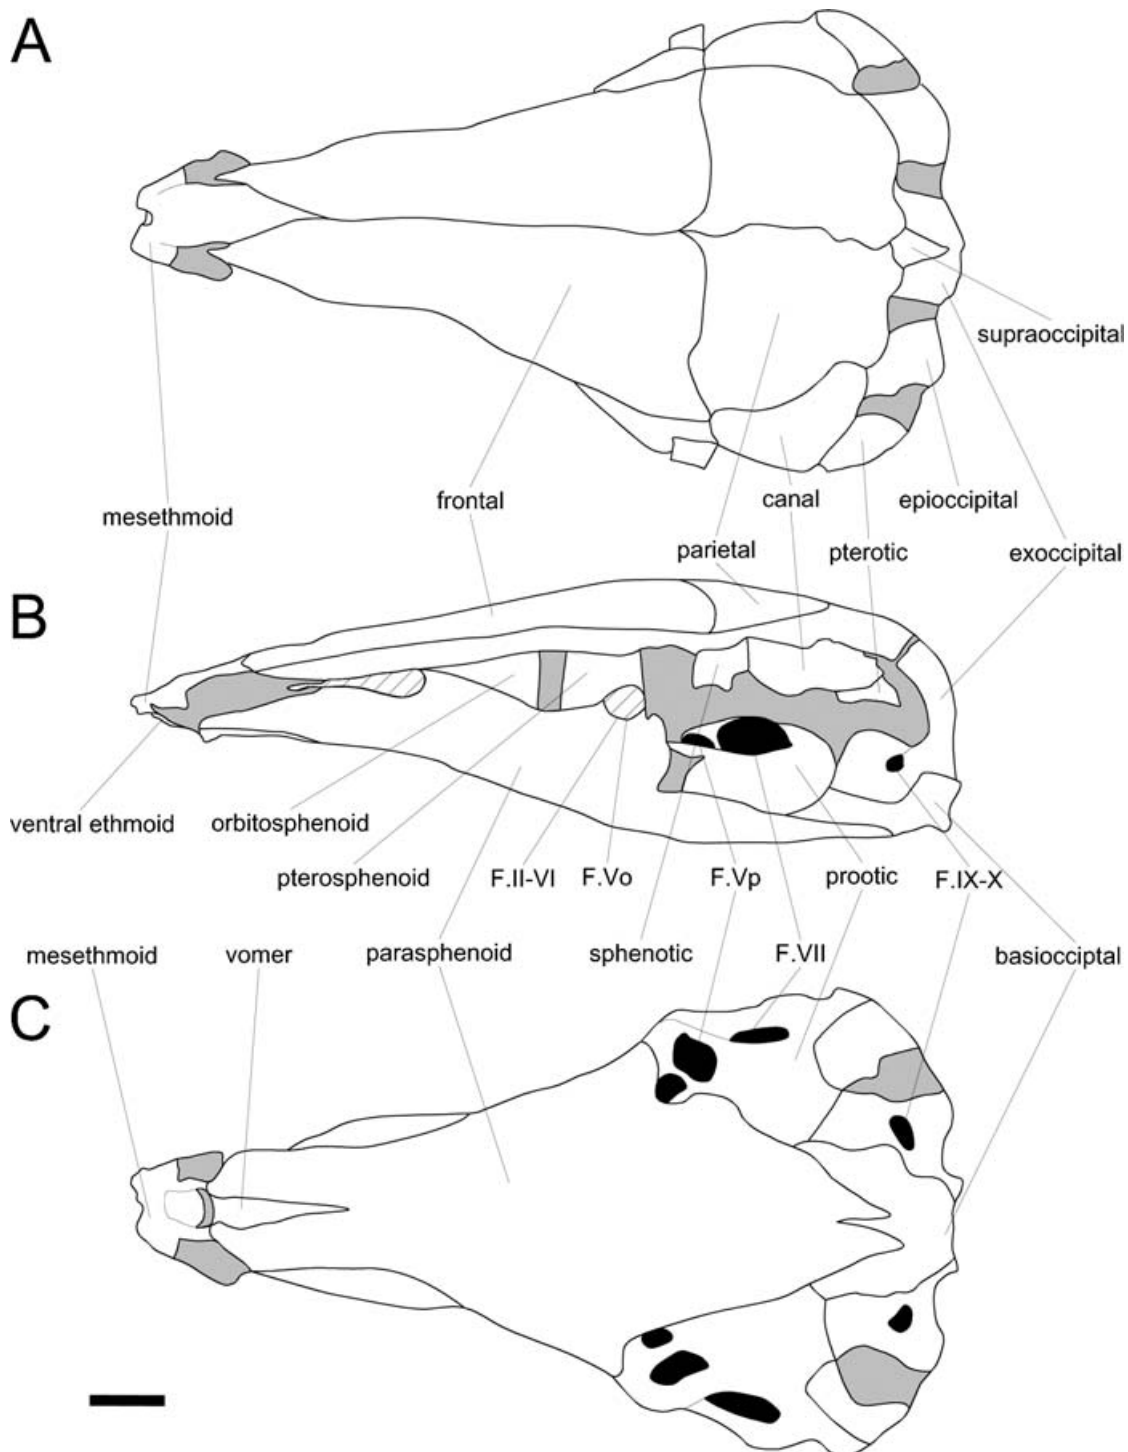 A
supraoccipital
mesethmoid
frontal
canal
epioccipital
parietal
pterotic
exoccipital
B
ventral ethmoid
orbitosphenoid
pterosphenoid
F.II-VI
F.Vo
F.Vp
prootic
F.IX-X
mesethmoid
vomer
parasphenoid
sphenotic
F.VII
basiocciptal
C